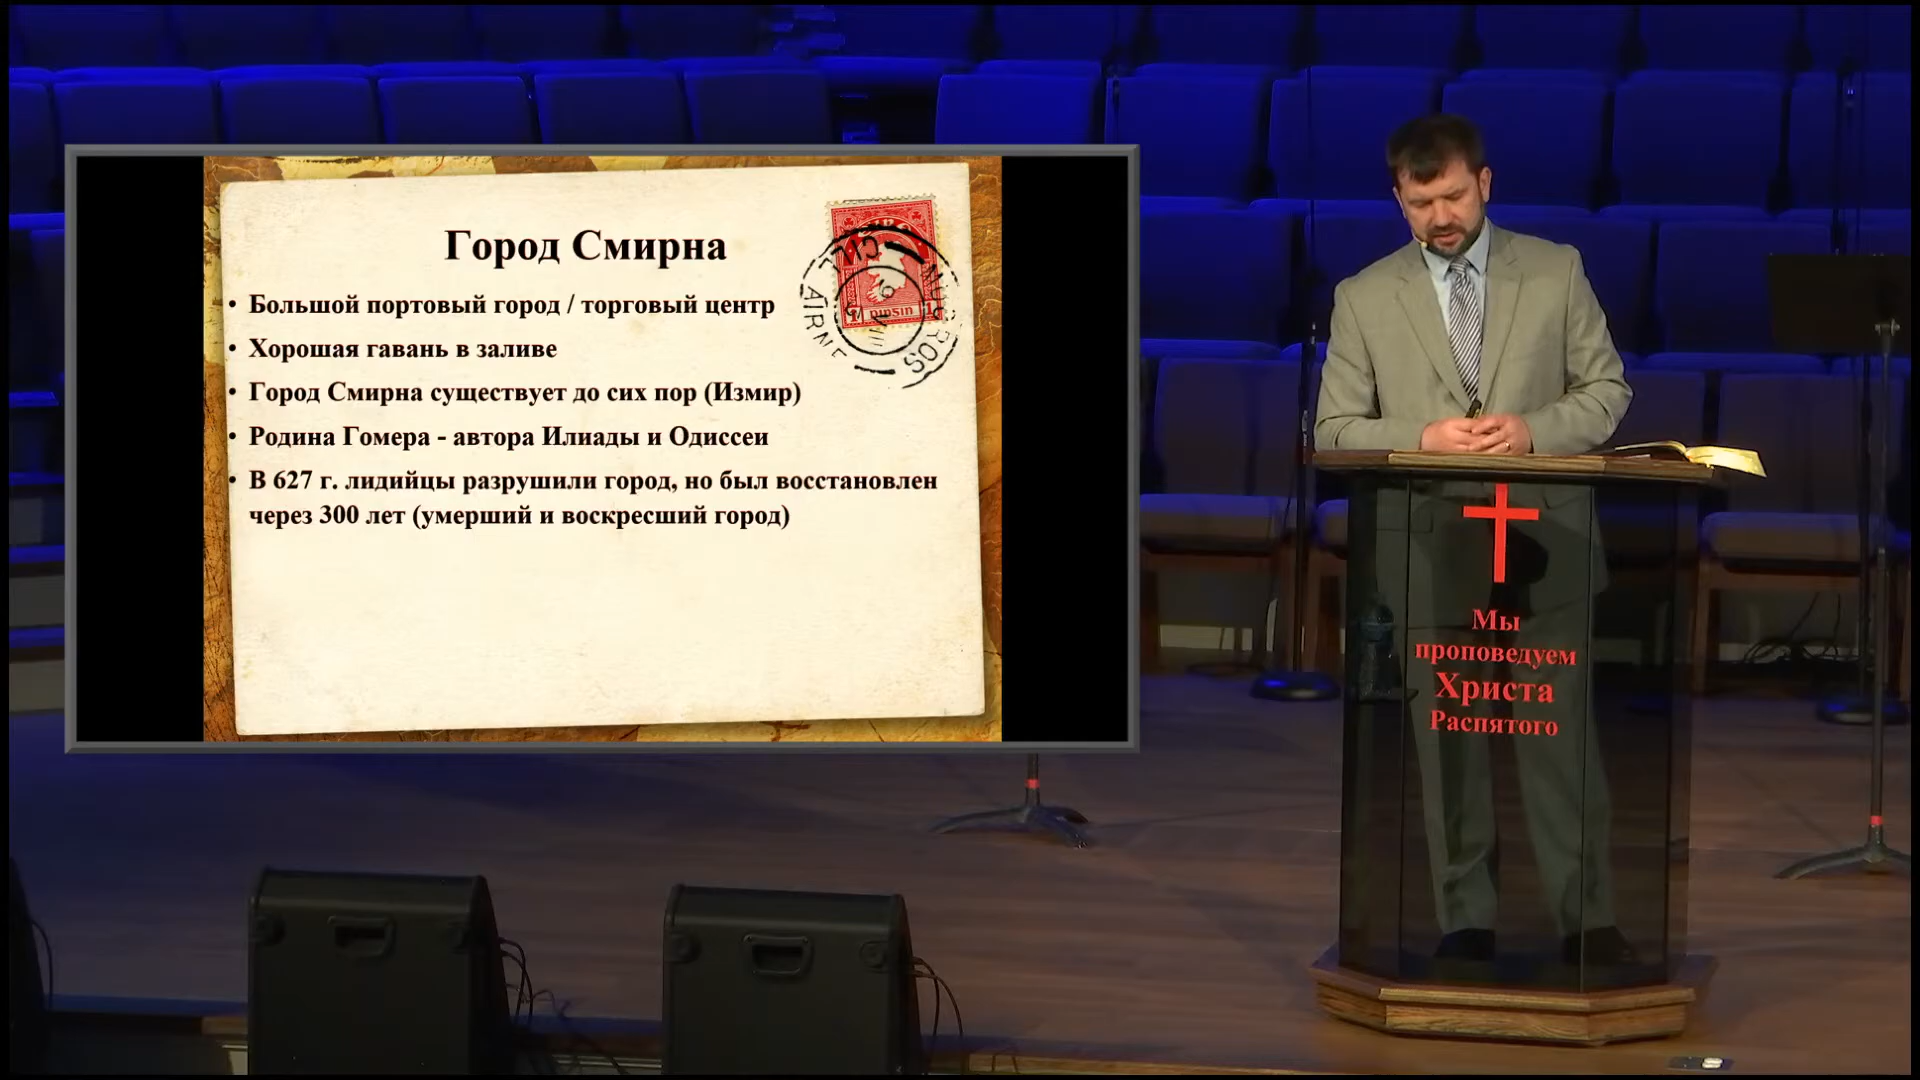 Город Смирна
• Большой портовый город / торговый центр
• Хорошая гавань в заливе
• Город Смирна существует до сих пор (Измир)
• Родина Гомера - автора Илиады и Одиссеи
• В 627 г. лидийцы разрушили город, но был восстановлен
через 300 лет (умерший и воскресший город)
Мы
проповедуем
Христа
Распятого